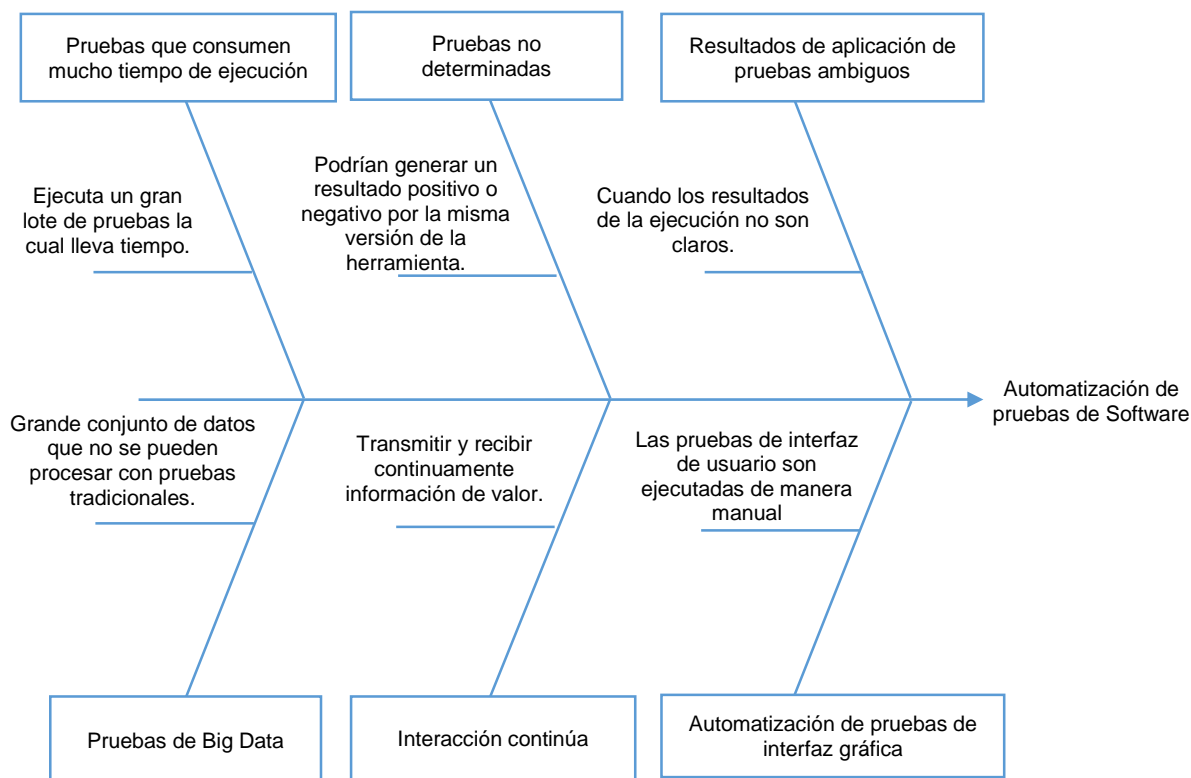 Pruebas que consumen
mucho tiempo de ejecución
Pruebas no
determinadas
Resultados de aplicación de
pruebas ambiguos
Ejecuta un gran
lote de pruebas la
cual lleva tiempo.
Podrían generar un
resultado positivo o
negativo por la misma
versión de la
herramienta.
Cuando los resultados
de la ejecución no son
claros.
Automatización de
pruebas de Software
Grande conjunto de datos
que no se pueden
procesar con pruebas
tradicionales.
Transmitir y recibir
continuamente
información de valor.
Las pruebas de interfaz
de usuario son
ejecutadas de manera
manual
Pruebas de Big Data
Interacción continúa
Automatización de pruebas de
interfaz gráfica